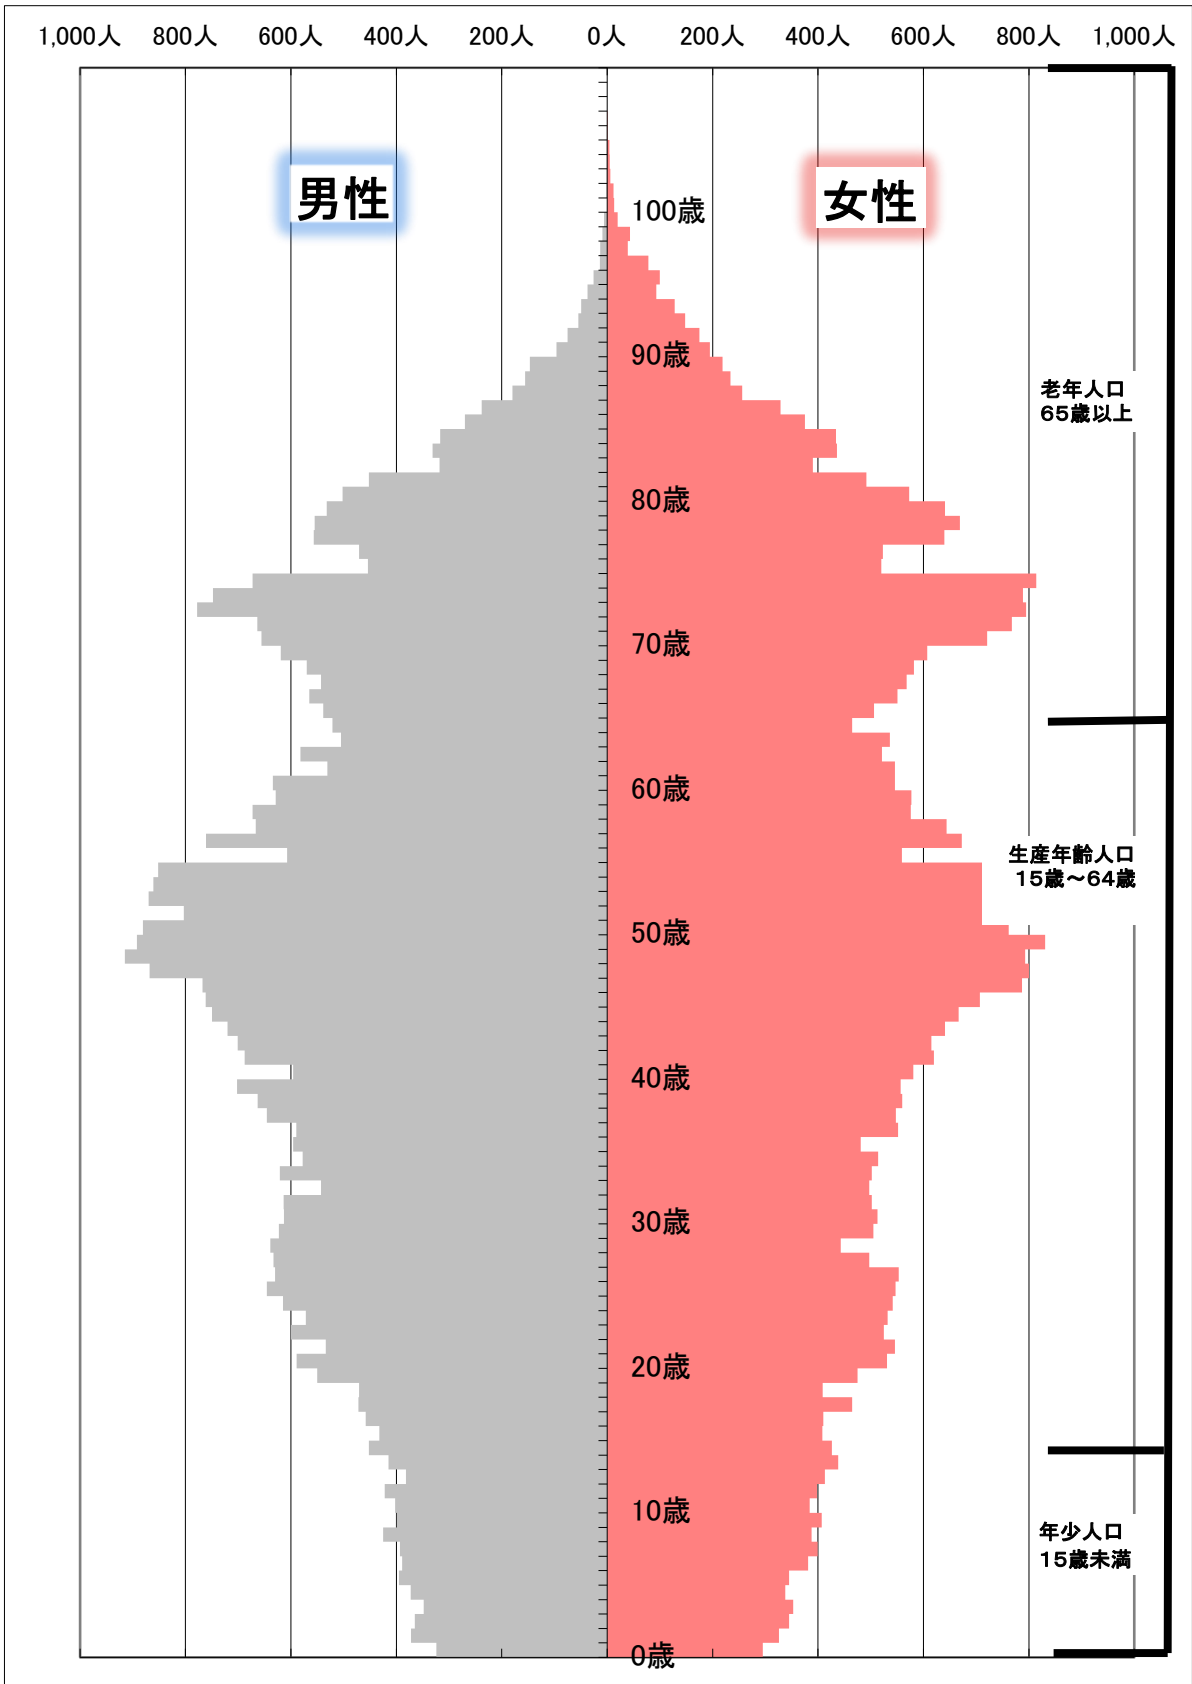 1,000人 800人 600人 400人 200人 0人 200人 400人 600人 800人 1,000人
男性
女性
100歳
90歳
老年人口
65歳以上
80歳
70歳
60歳
生産年齢人口
15歳～64歳
50歳
40歳
30歳
20歳
10歳
年少人口
15歳未満
0歳